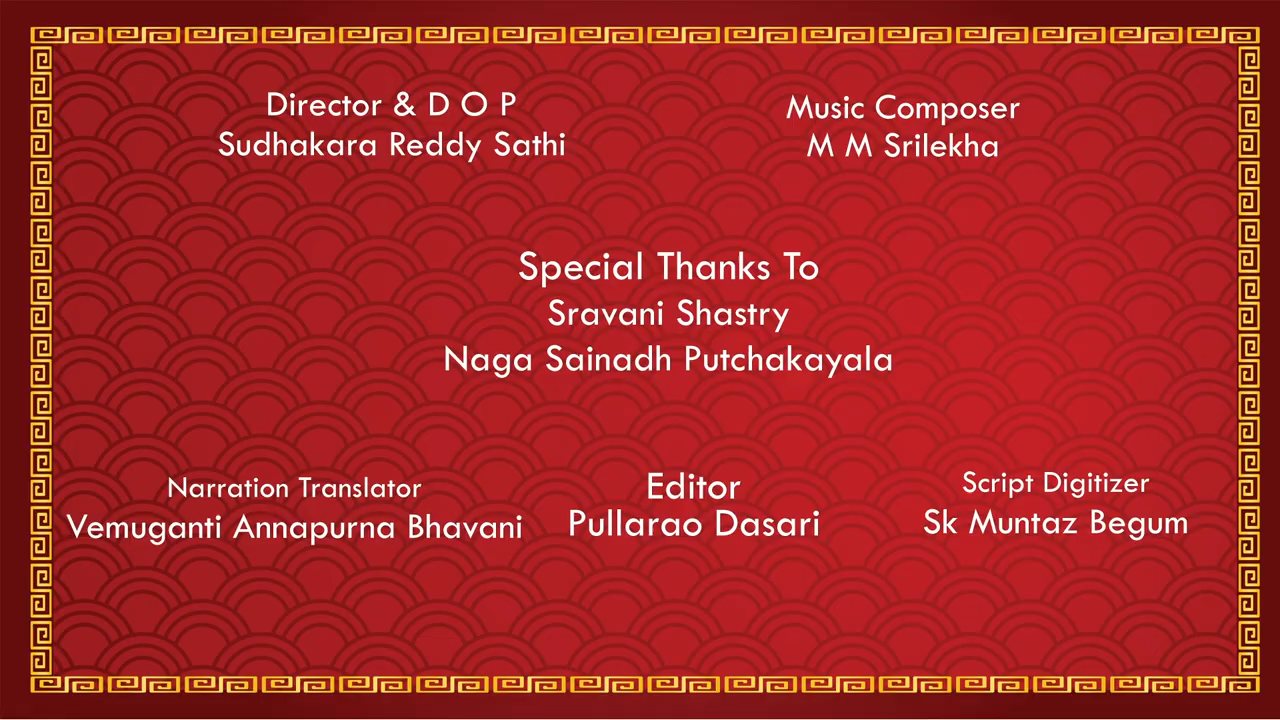 Director & D O P
Sudhakara Reddy Sathi
Music Composer
M M Srilekha
Special Thanks To
Sravani Shastry
Naga Sainadh Putchakayala
Narration Translator
Vemuganti Annapurna Bhavani
Editor
Pullarao Dasari
Script Digitizer
Sk Muntaz Begum